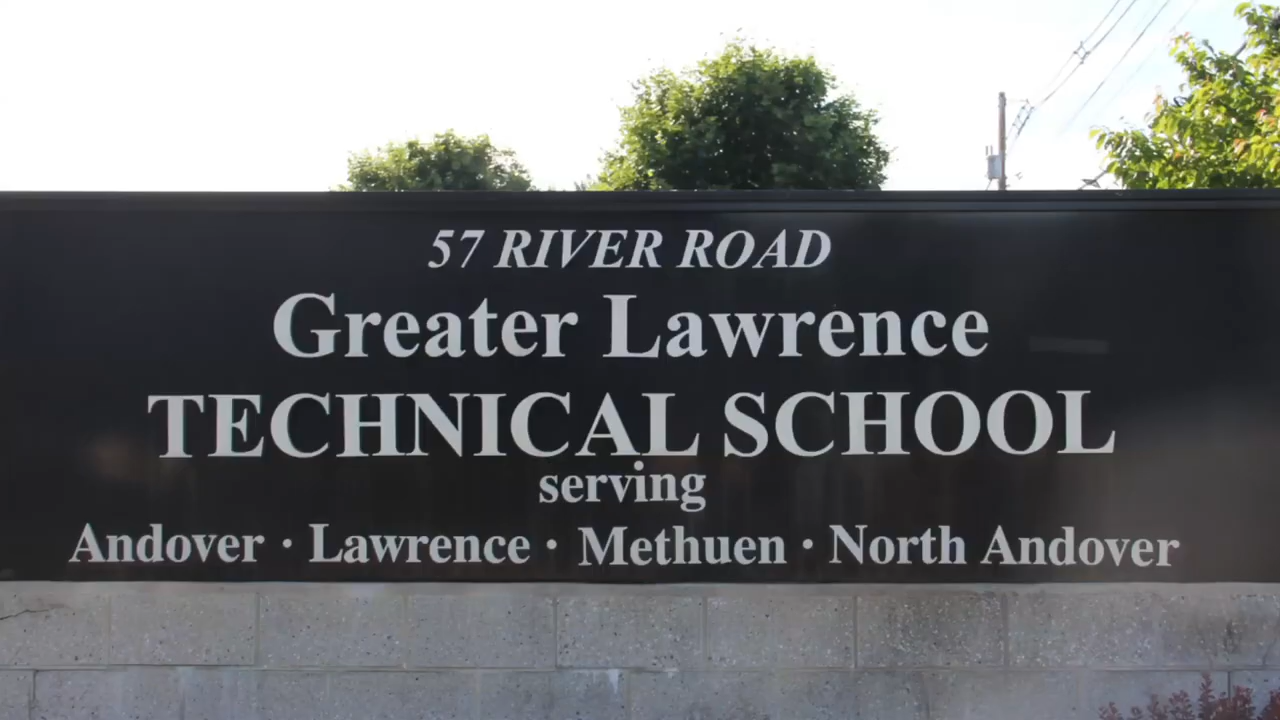 57 RIVER ROAD
Greater Lawrence
TECHNICAL SCHOOL
serving
Andover · Lawrence · Methuen · North Andover